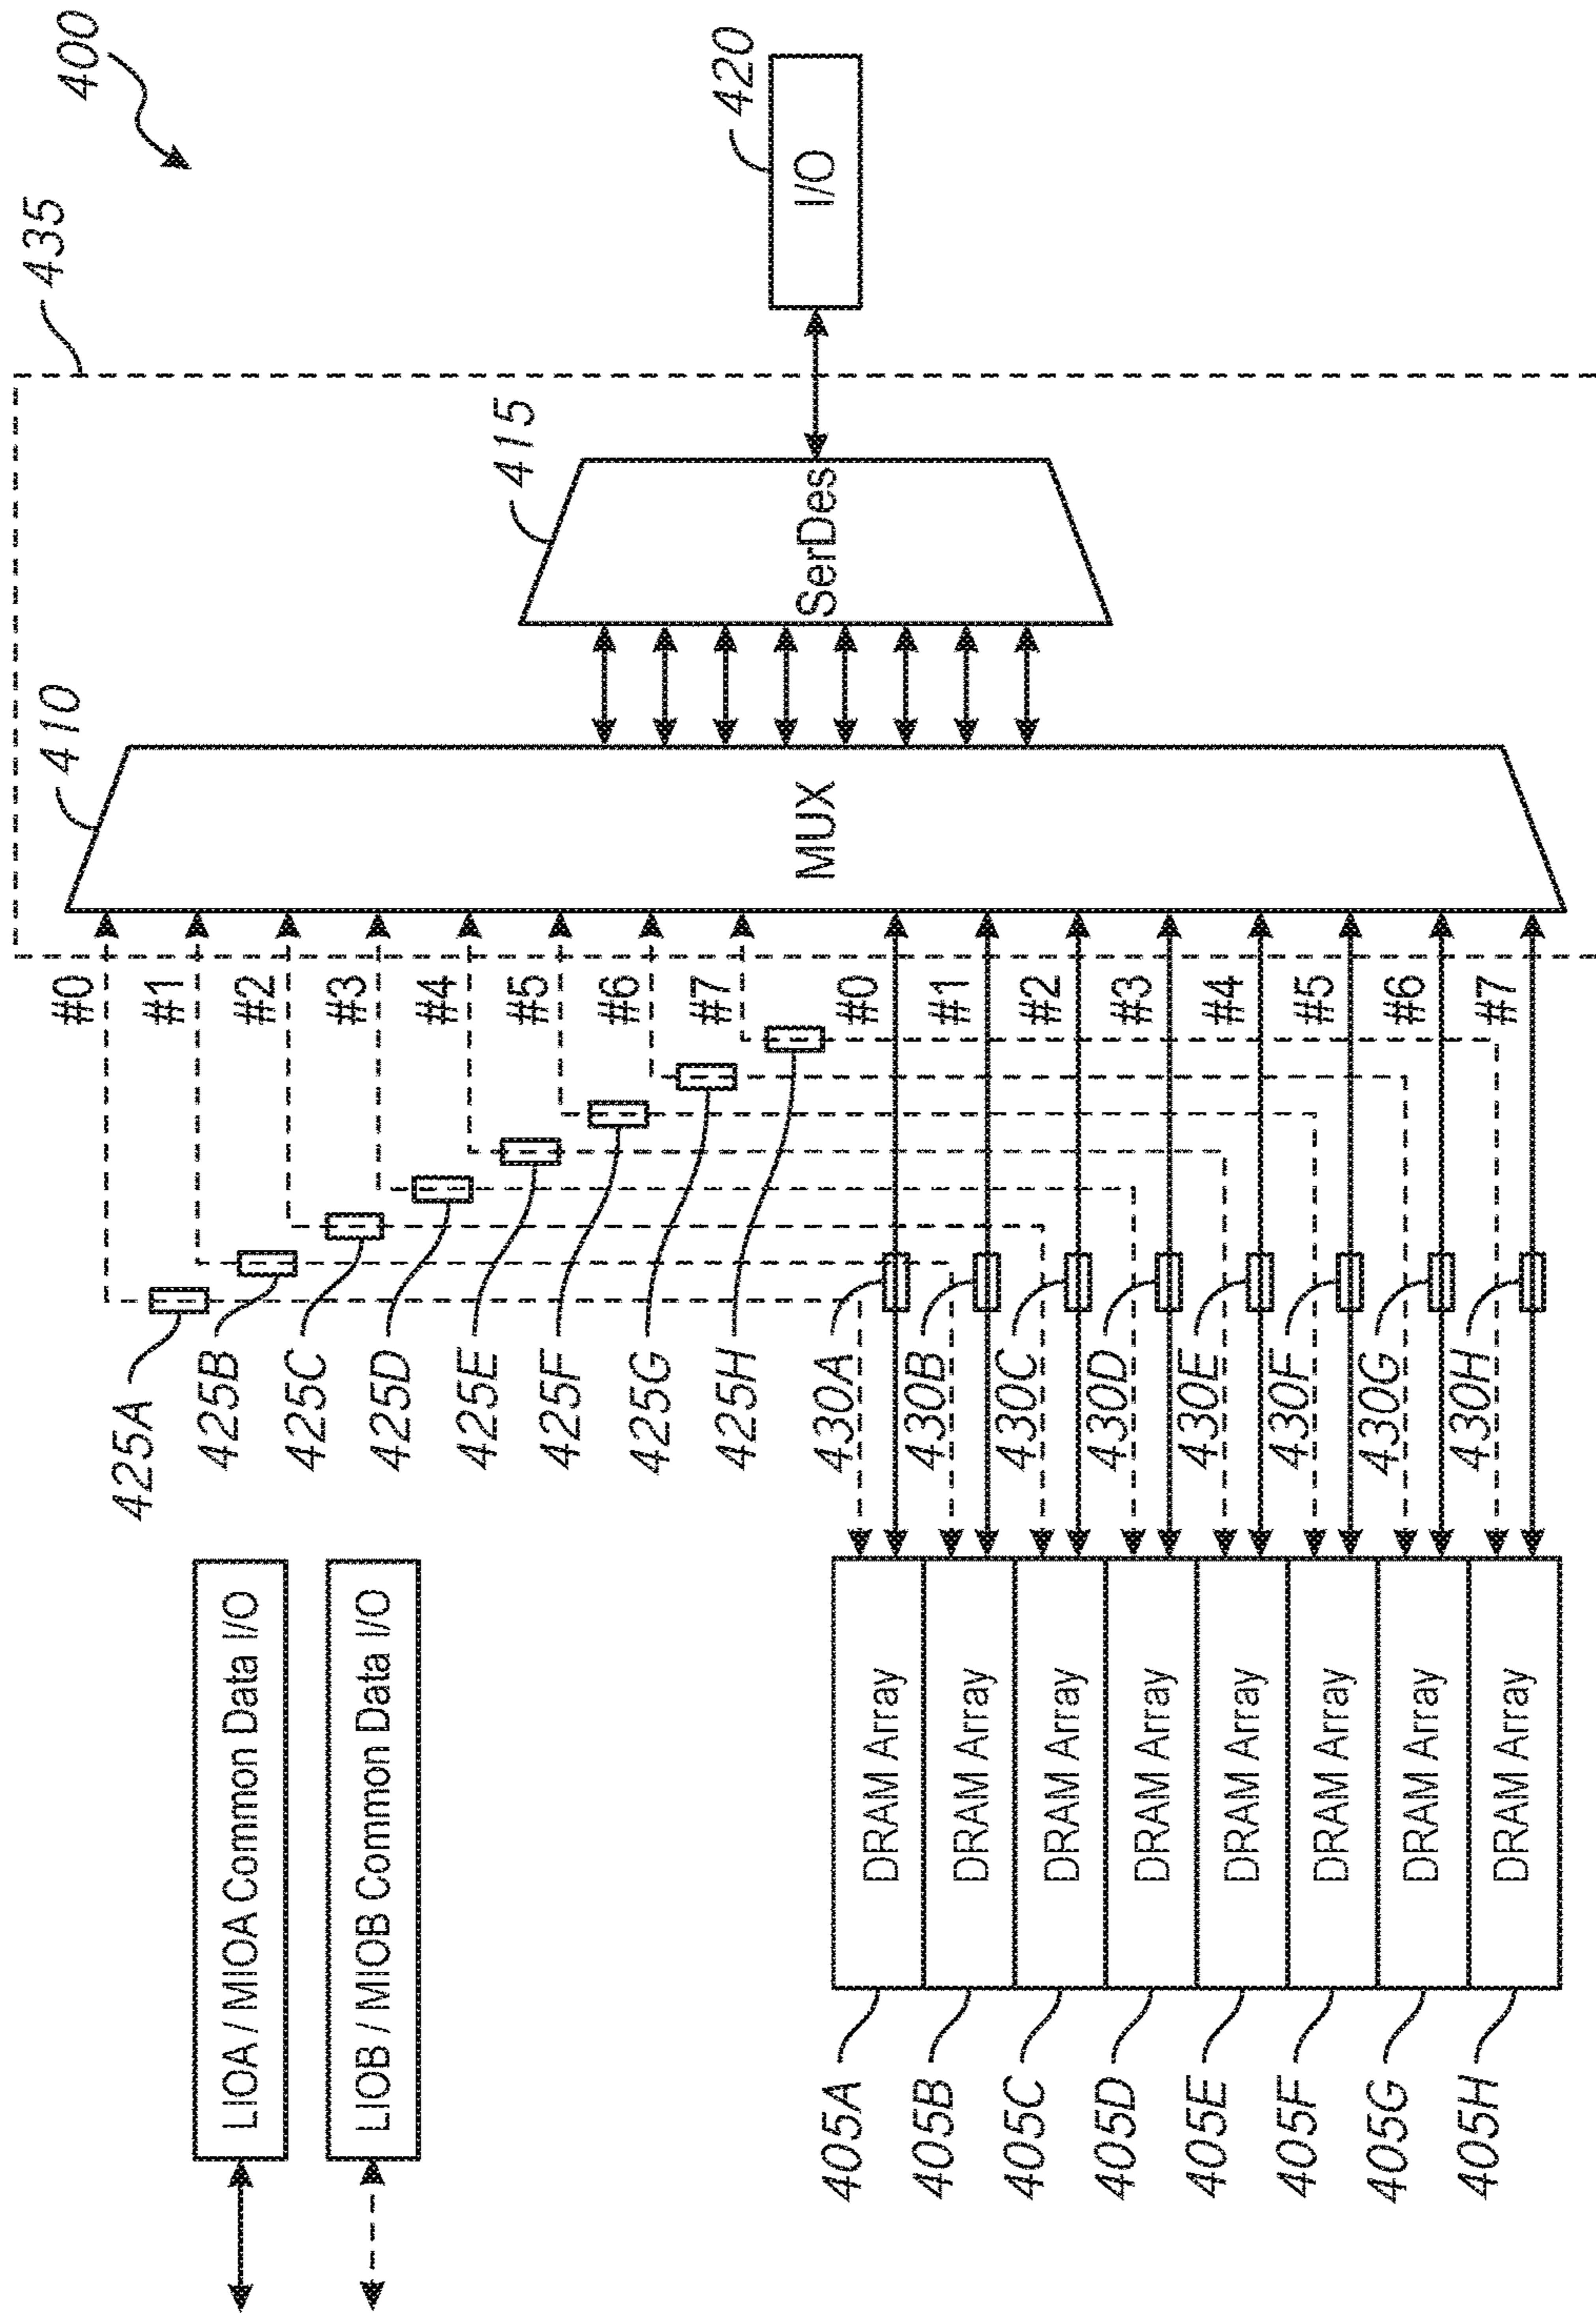 400
435
420
I/O
415
SerDes
410
MUX
#0
#1
#2
#3
#4
#5
#6
#7
#0
#1
#2
#3
#4
#5
#6
#7
425A
425B
425C
425D
425E
425F
425G
425H
430A
430B
430C
430D
430E
430F
430G
430H
LIOA / MIOA Common Data I/O
LIOB / MIOB Common Data I/O
DRAM Array
DRAM Array
DRAM Array
DRAM Array
DRAM Array
DRAM Array
DRAM Array
DRAM Array
405A
405B
405C
405D
405E
405F
405G
405H